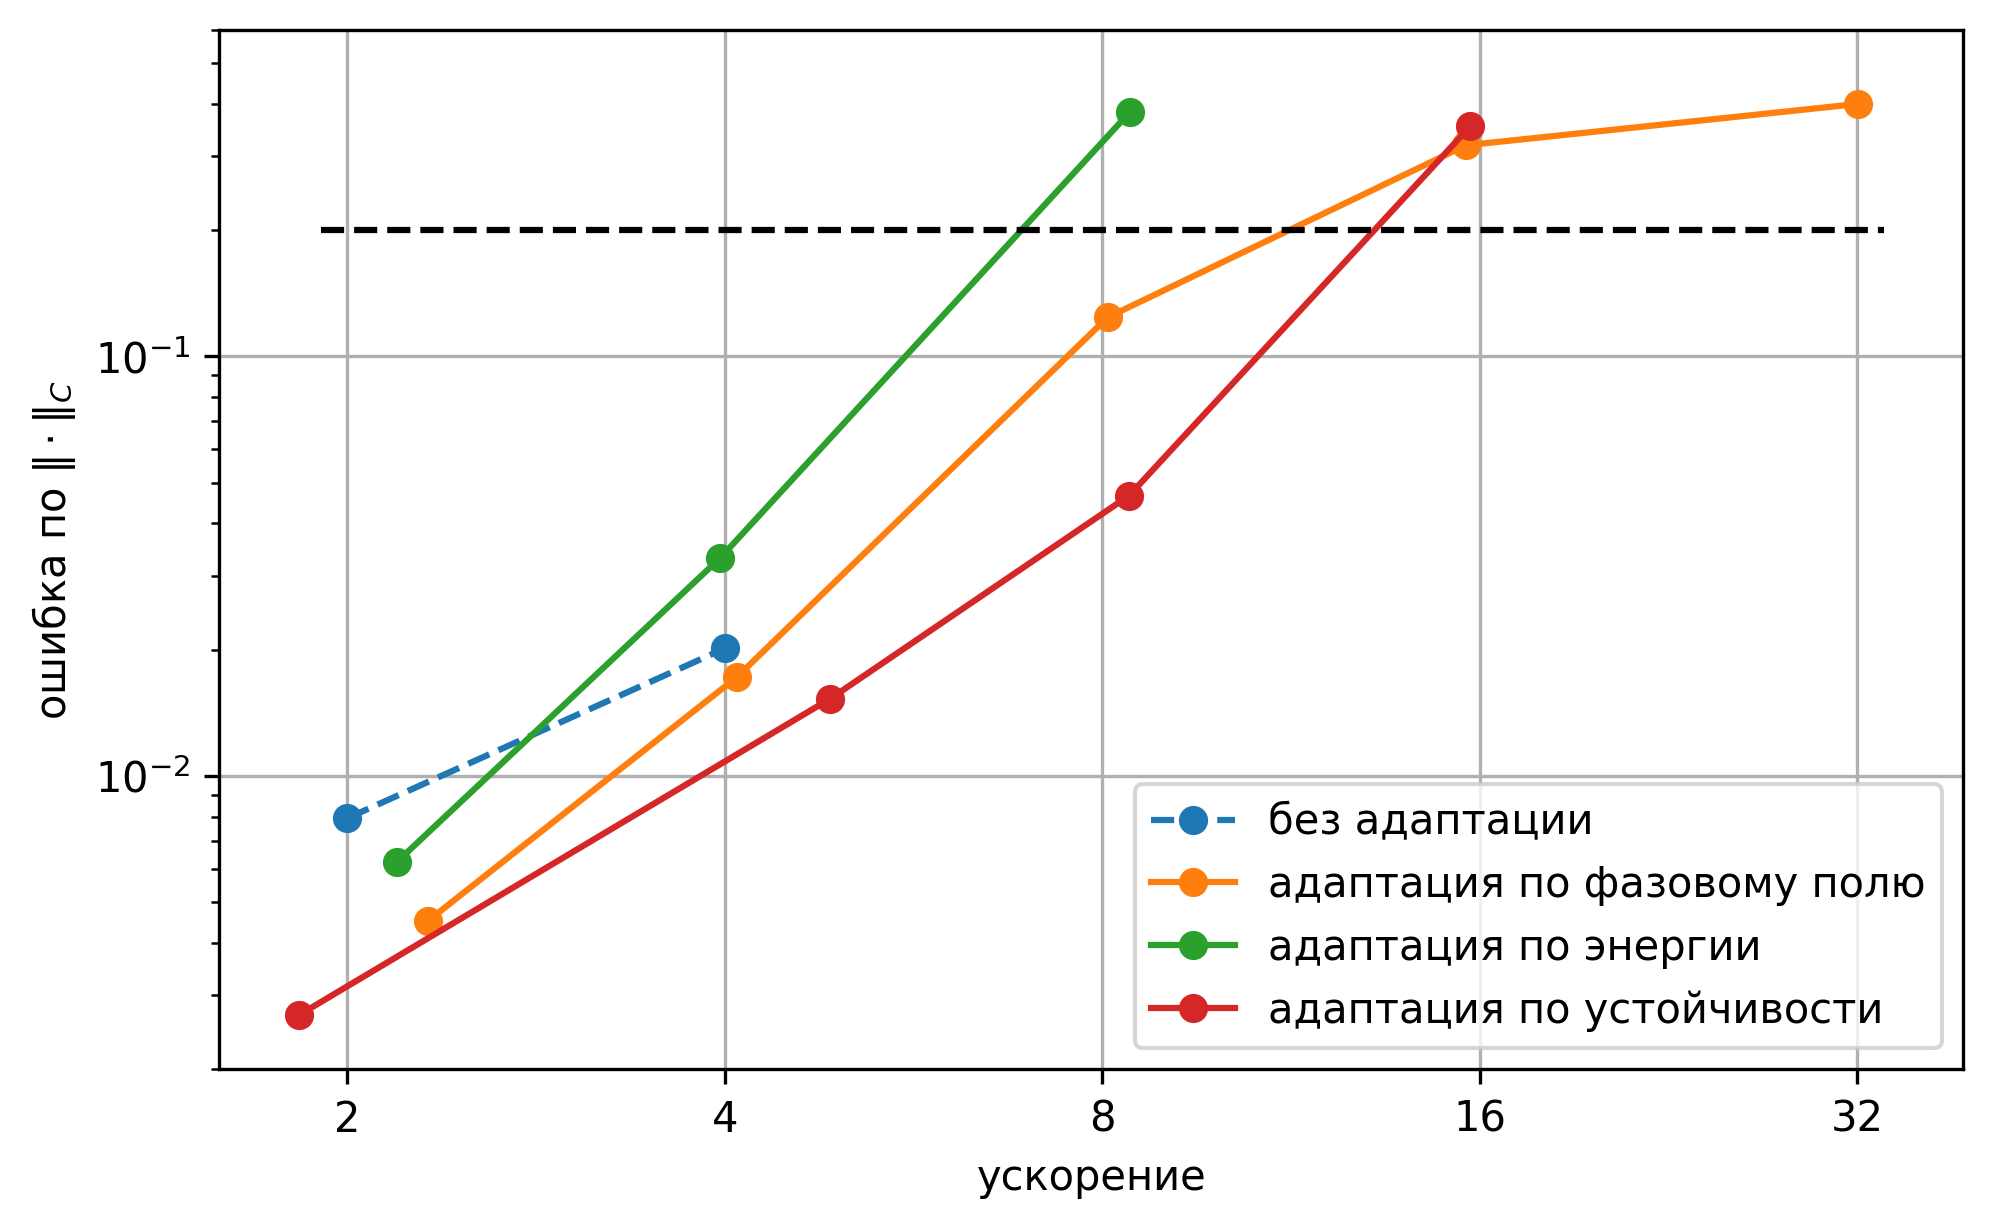 ошибка по ‖ · ‖_C
10⁻¹
10⁻²
2 4 8 16 32
ускорение
без адаптации
адаптация по фазовому полю
адаптация по энергии
адаптация по устойчивости